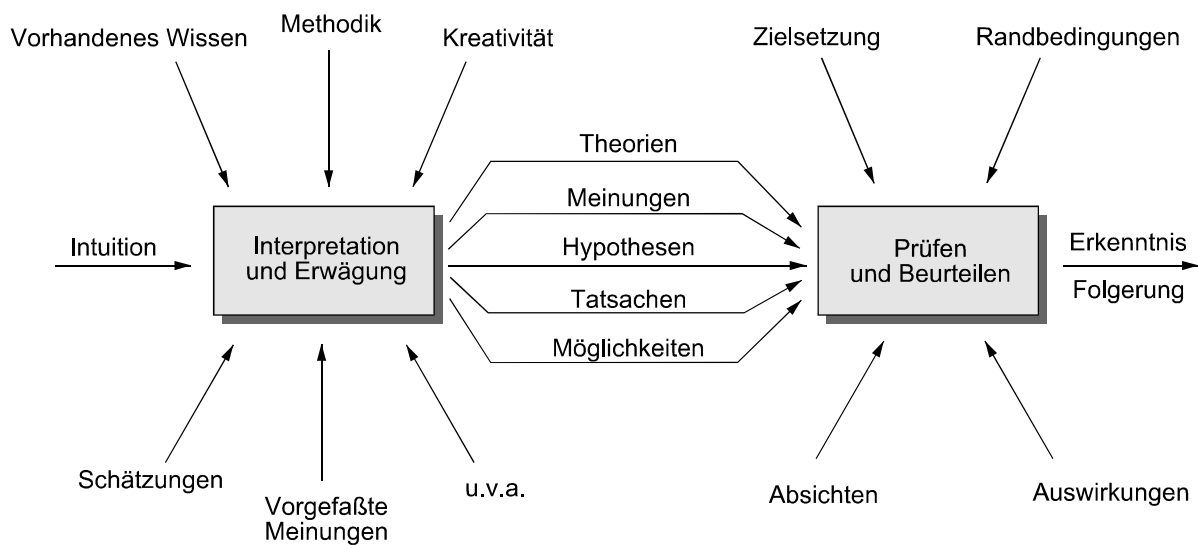 Vorhandenes Wissen
Methodik
Kreativität
Zielsetzung
Randbedingungen
Theorien
Meinungen
Intuition
Interpretation
und Erwägung
Hypothesen
Prüfen
und Beurteilen
Erkenntnis
Folgerung
Tatsachen
Möglichkeiten
Schätzungen
Vorgefaßte
Meinungen
u.v.a.
Absichten
Auswirkungen